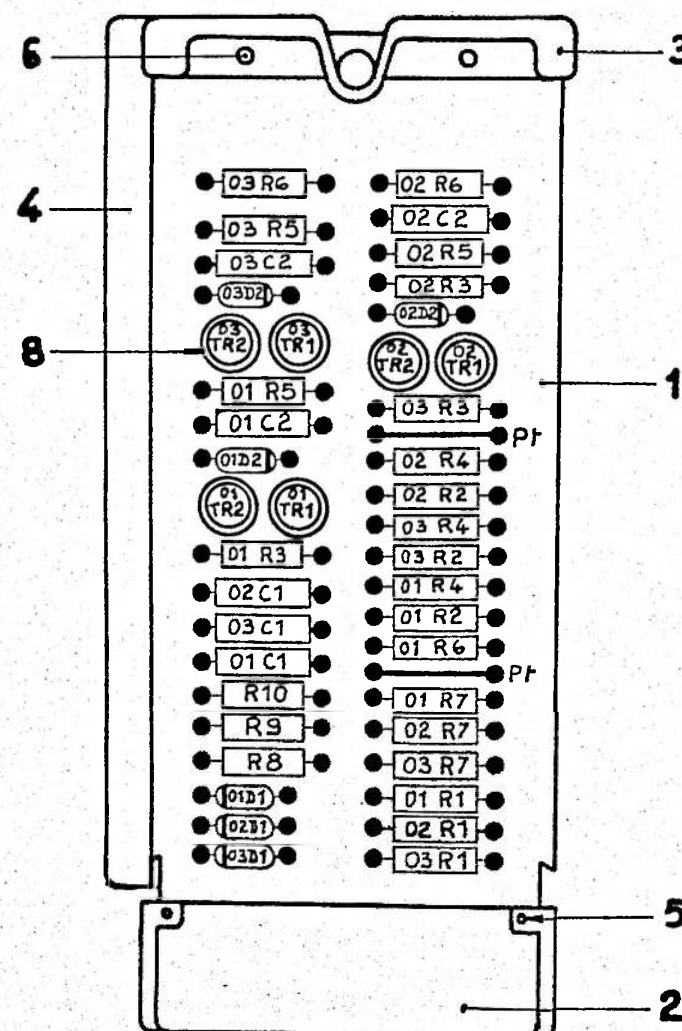 6
3
4
03 R6
02 R6
03 R5
02 C2
03 C2
02 R5
03D2
02 R3
02D2
8
03 TR2
03 TR1
02 TR2
02 TR1
1
01 R5
03 R3
01 C2
Pt
01D2
02 R4
01 TR2
01 TR1
02 R2
03 R4
01 R3
03 R2
02 C1
01 R4
03 C1
01 R2
01 C1
01 R6
Pt
R10
01 R7
R9
02 R7
R8
03 R7
01D1
01 R1
02D1
02 R1
03D1
03 R1
5
2